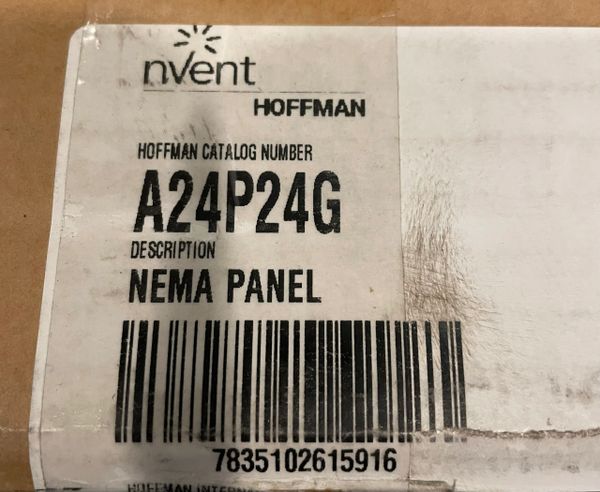 nVent
HOFFMAN
HOFFMAN CATALOG NUMBER
A24P24G
DESCRIPTION
NEMA PANEL
7835102615916